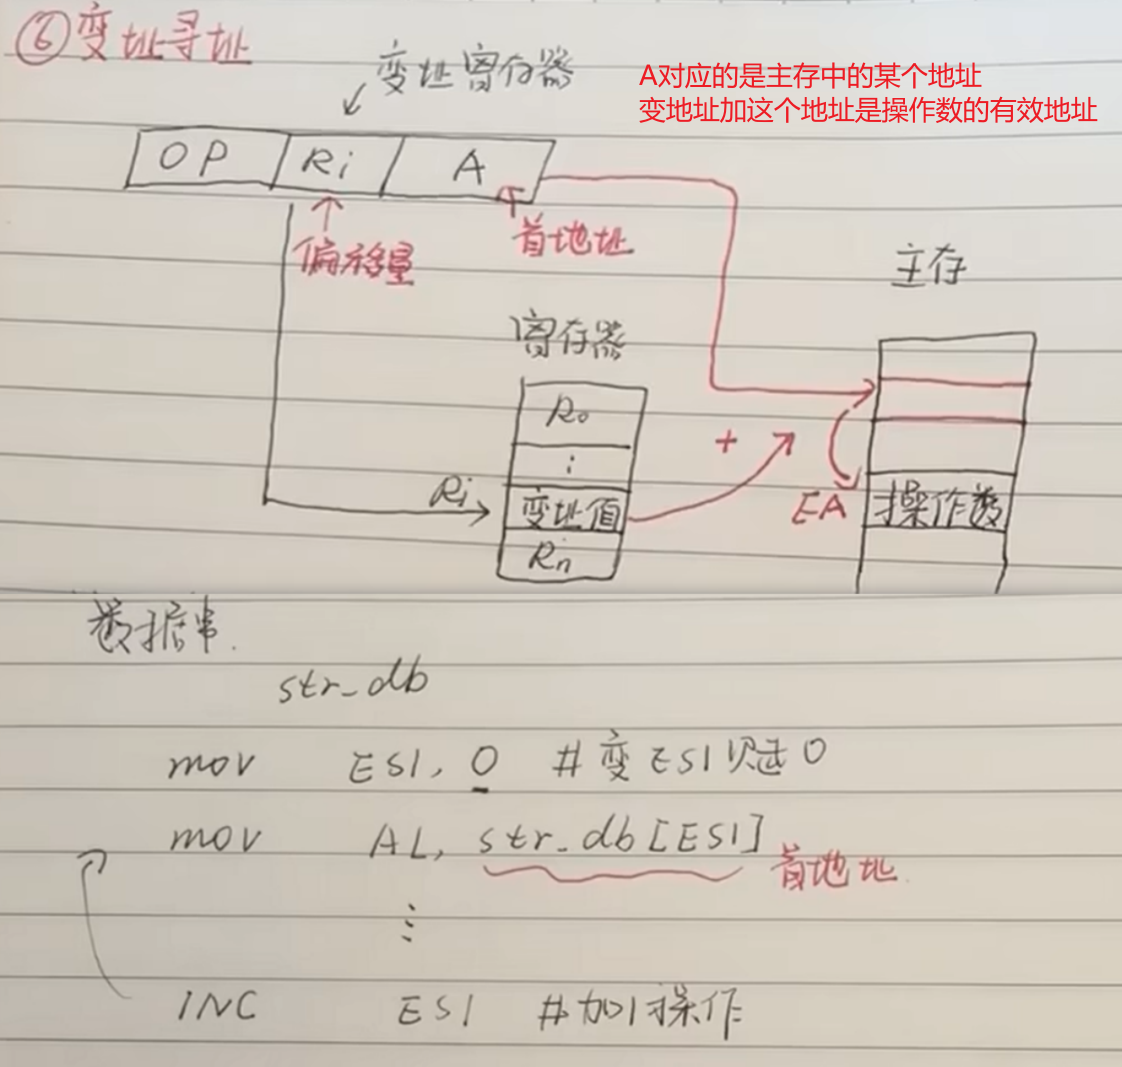 ⑥变址寻址
变址寄存器
A对应的是主存中的某个地址
变地址加这个地址是操作数的有效地址
OP Ri A
偏移量
首地址
主存
寄存器
R0
⋮
+
Ri
变址值
EA
操作数
Rn
数据串.
str_db
mov ESI, 0 #变ESI赋0
mov AL, str_db[ESI]
首地址
⋮
INC ESI #加1操作